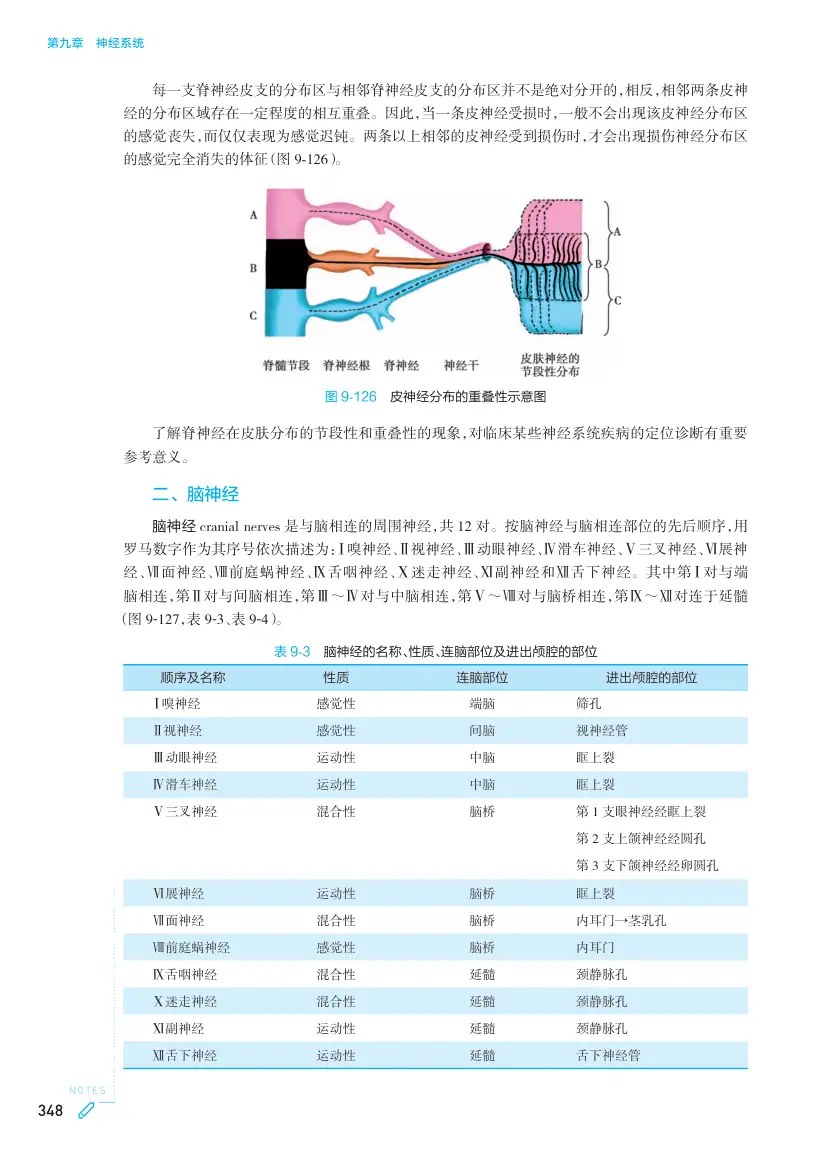 第九章 神经系统
每一支脊神经皮支的分布区与相邻脊神经皮支的分布区并不是绝对分开的,相反,相邻两条皮神
经的分布区域存在一定程度的相互重叠。因此,当一条皮神经受损时,一般不会出现该皮神经分布区
的感觉丧失,而仅仅表现为感觉迟钝。两条以上相邻的皮神经受到损伤时,才会出现损伤神经分布区
的感觉完全消失的体征(图 9-126)。
A
B
C
A
B
C
脊髓节段 脊神经根 脊神经 神经干 皮肤神经的
节段性分布
图 9-126 皮神经分布的重叠性示意图
了解脊神经在皮肤分布的节段性和重叠性的现象,对临床某些神经系统疾病的定位诊断有重要
参考意义。
二、脑神经
脑神经 cranial nerves 是与脑相连的周围神经,共 12 对。按脑神经与脑相连部位的先后顺序,用
罗马数字作为其序号依次描述为:Ⅰ嗅神经、Ⅱ视神经、Ⅲ动眼神经、Ⅳ滑车神经、Ⅴ三叉神经、Ⅵ展神
经、Ⅶ面神经、Ⅷ前庭蜗神经、Ⅸ舌咽神经、Ⅹ迷走神经、Ⅺ副神经和Ⅻ舌下神经。其中第Ⅰ对与端
脑相连,第Ⅱ对与间脑相连,第Ⅲ～Ⅳ对与中脑相连,第Ⅴ～Ⅷ对与脑桥相连,第Ⅸ～Ⅻ对连于延髓
(图 9-127,表 9-3、表 9-4)。
表 9-3 脑神经的名称、性质、连脑部位及进出颅腔的部位
顺序及名称 性质 连脑部位 进出颅腔的部位
Ⅰ嗅神经 感觉性 端脑 筛孔
Ⅱ视神经 感觉性 间脑 视神经管
Ⅲ动眼神经 运动性 中脑 眶上裂
Ⅳ滑车神经 运动性 中脑 眶上裂
Ⅴ三叉神经 混合性 脑桥 第 1 支眼神经经眶上裂
第 2 支上颌神经经圆孔
第 3 支下颌神经经卵圆孔
Ⅵ展神经 运动性 脑桥 眶上裂
Ⅶ面神经 混合性 脑桥 内耳门→茎乳孔
Ⅷ前庭蜗神经 感觉性 脑桥 内耳门
Ⅸ舌咽神经 混合性 延髓 颈静脉孔
Ⅹ迷走神经 混合性 延髓 颈静脉孔
Ⅺ副神经 运动性 延髓 颈静脉孔
Ⅻ舌下神经 运动性 延髓 舌下神经管
NOTES
348